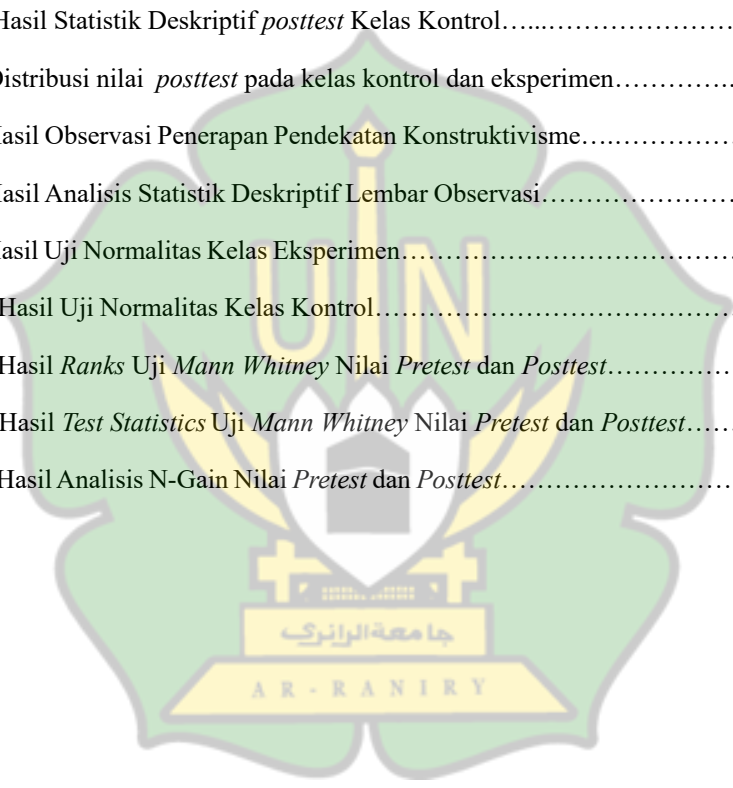 Hasil Statistik Deskriptif posttest Kelas Kontrol…...…………………
Distribusi nilai posttest pada kelas kontrol dan eksperimen…………..
Hasil Observasi Penerapan Pendekatan Konstruktivisme….……………
Hasil Analisis Statistik Deskriptif Lembar Observasi…………………
Hasil Uji Normalitas Kelas Eksperimen………………………………..
Hasil Uji Normalitas Kelas Kontrol……………………………………
Hasil Ranks Uji Mann Whitney Nilai Pretest dan Posttest……………
Hasil Test Statistics Uji Mann Whitney Nilai Pretest dan Posttest……
Hasil Analisis N-Gain Nilai Pretest dan Posttest………………………
UIN
جامعة الرانري
AR-RANIRY